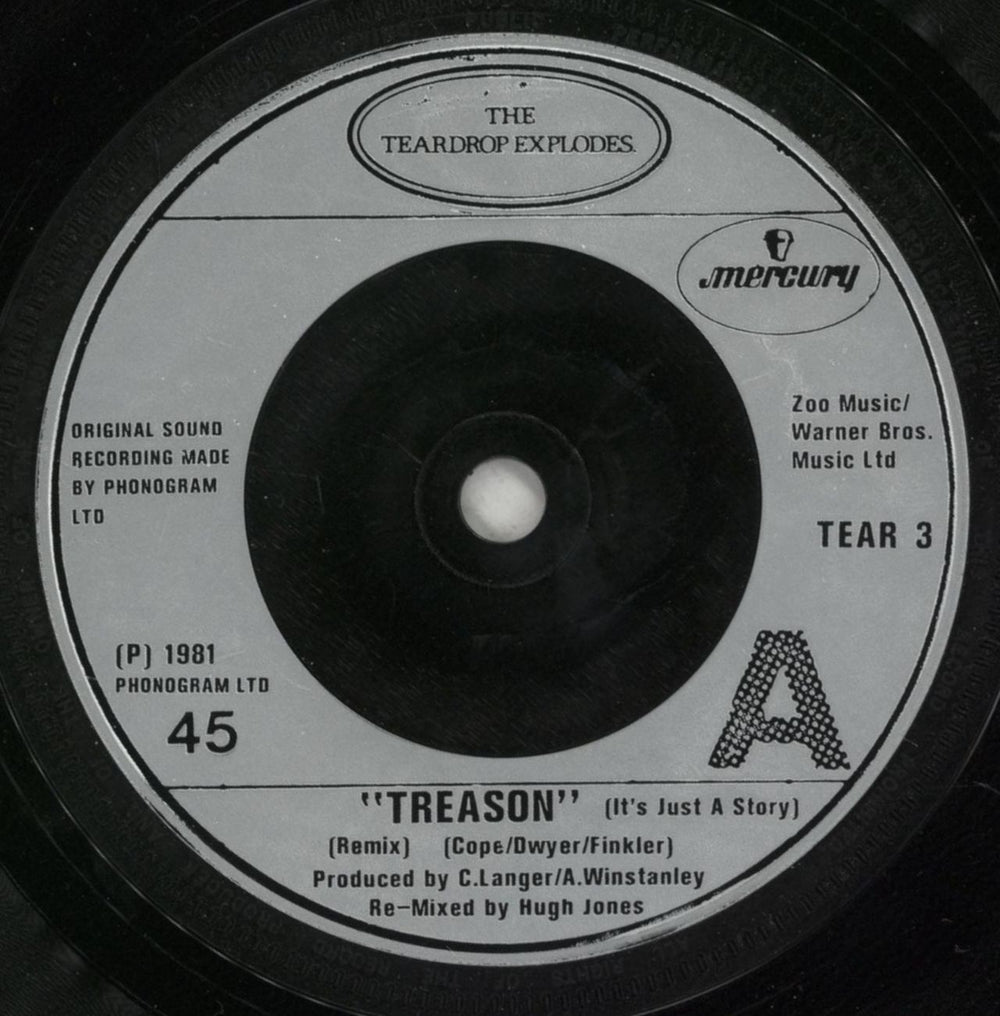 THE
TEARDROP EXPLODES.
mercury
ORIGINAL SOUND
RECORDING MADE
BY PHONOGRAM
LTD
Zoo Music/
Warner Bros.
Music Ltd
TEAR 3
(P) 1981
PHONOGRAM LTD
45
A
"TREASON" (It's Just A Story)
(Remix) (Cope/Dwyer/Finkler)
Produced by C.Langer/A.Winstanley
Re-Mixed by Hugh Jones